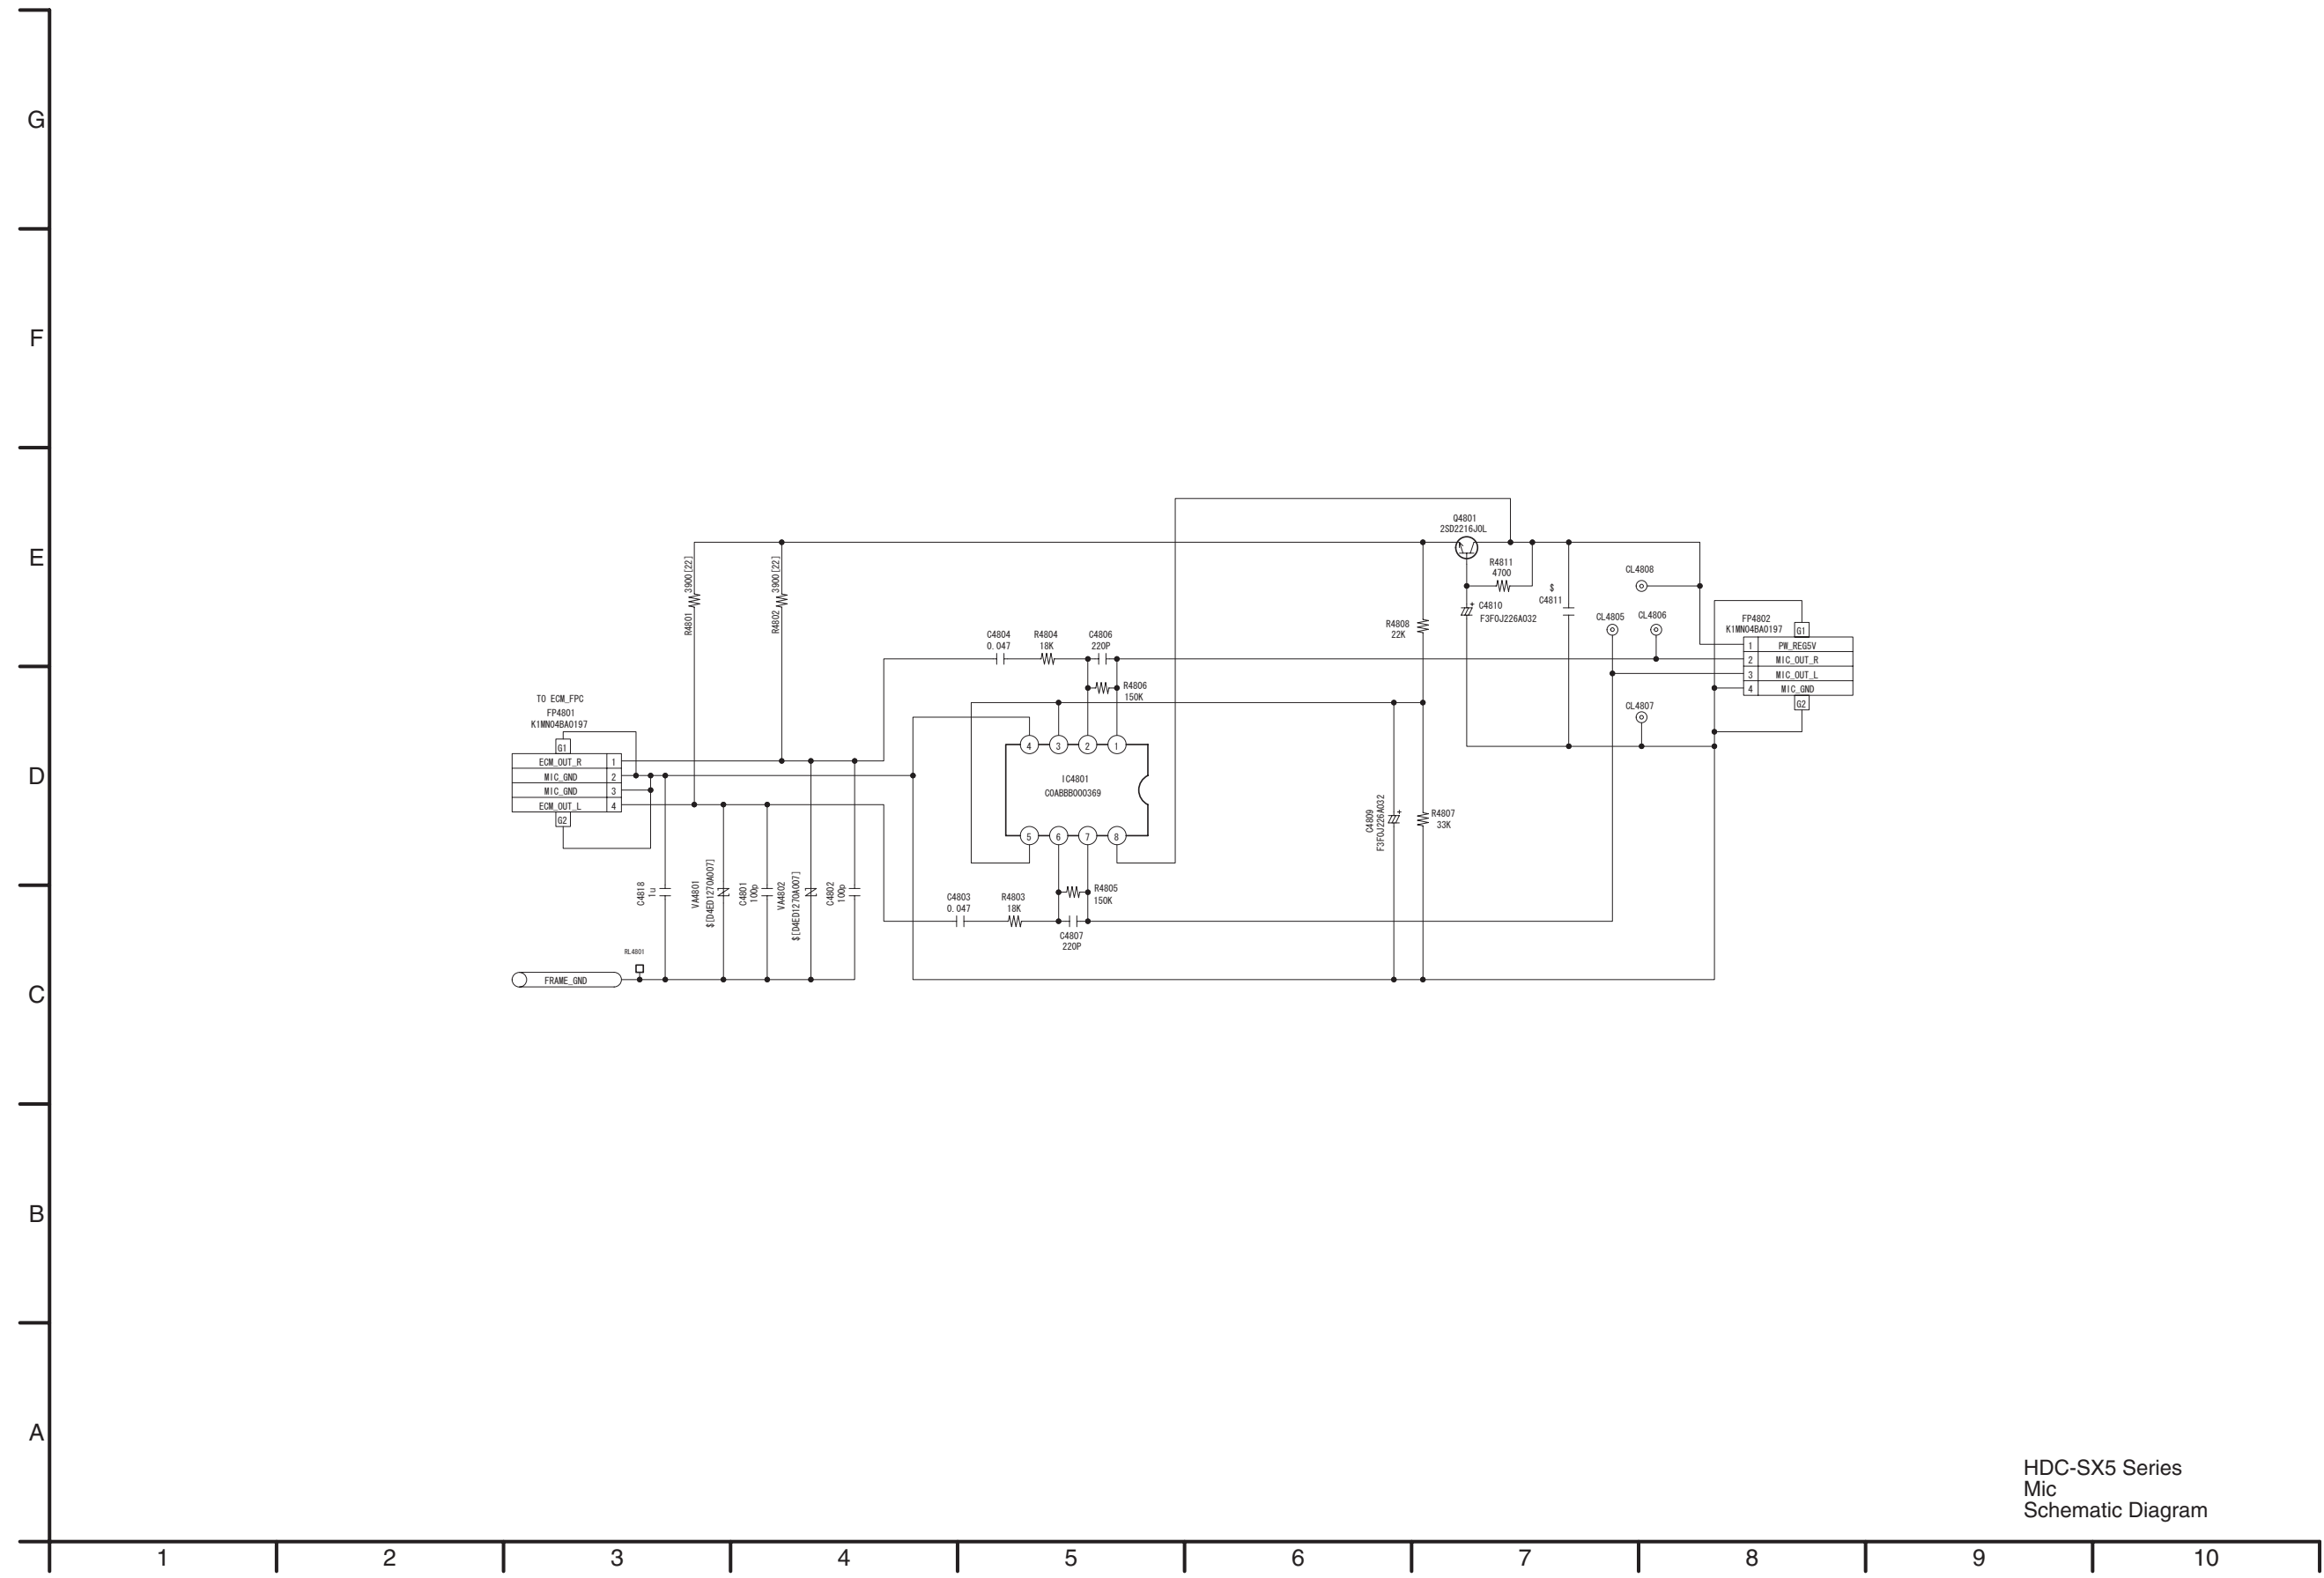 G
F
E
D
C
B
A
Q4801
2SD2216J0L
R4801 3900[22]
R4802 3900[22]
R4811
4700
$
C4811
C4810
F3F0J226A032
CL4808
CL4805
CL4806
R4808
22K
C4804
0.047
R4804
18K
C4806
220P
R4806
150K
FP4802
K1MN04BA0197
G1
1 PW_REG5V
2 MIC_OUT_R
3 MIC_OUT_L
4 MIC_GND
G2
CL4807
TO ECM_FPC
FP4801
K1MN04BA0197
G1
ECM_OUT_R 1
MIC_GND 2
MIC_GND 3
ECM_OUT_L 4
G2
4 3 2 1
IC4801
C0ABBB000369
5 6 7 8
C4809
F3F0J226A032
R4807
33K
C4818
1u
VA4801
$[D4ED1270A007]
C4801
100p
VA4802
$[D4ED1270A007]
C4802
100p
C4803
0.047
R4803
18K
R4805
150K
C4807
220P
RL4801
FRAME_GND
HDC-SX5 Series
Mic
Schematic Diagram
1 2 3 4 5 6 7 8 9 10